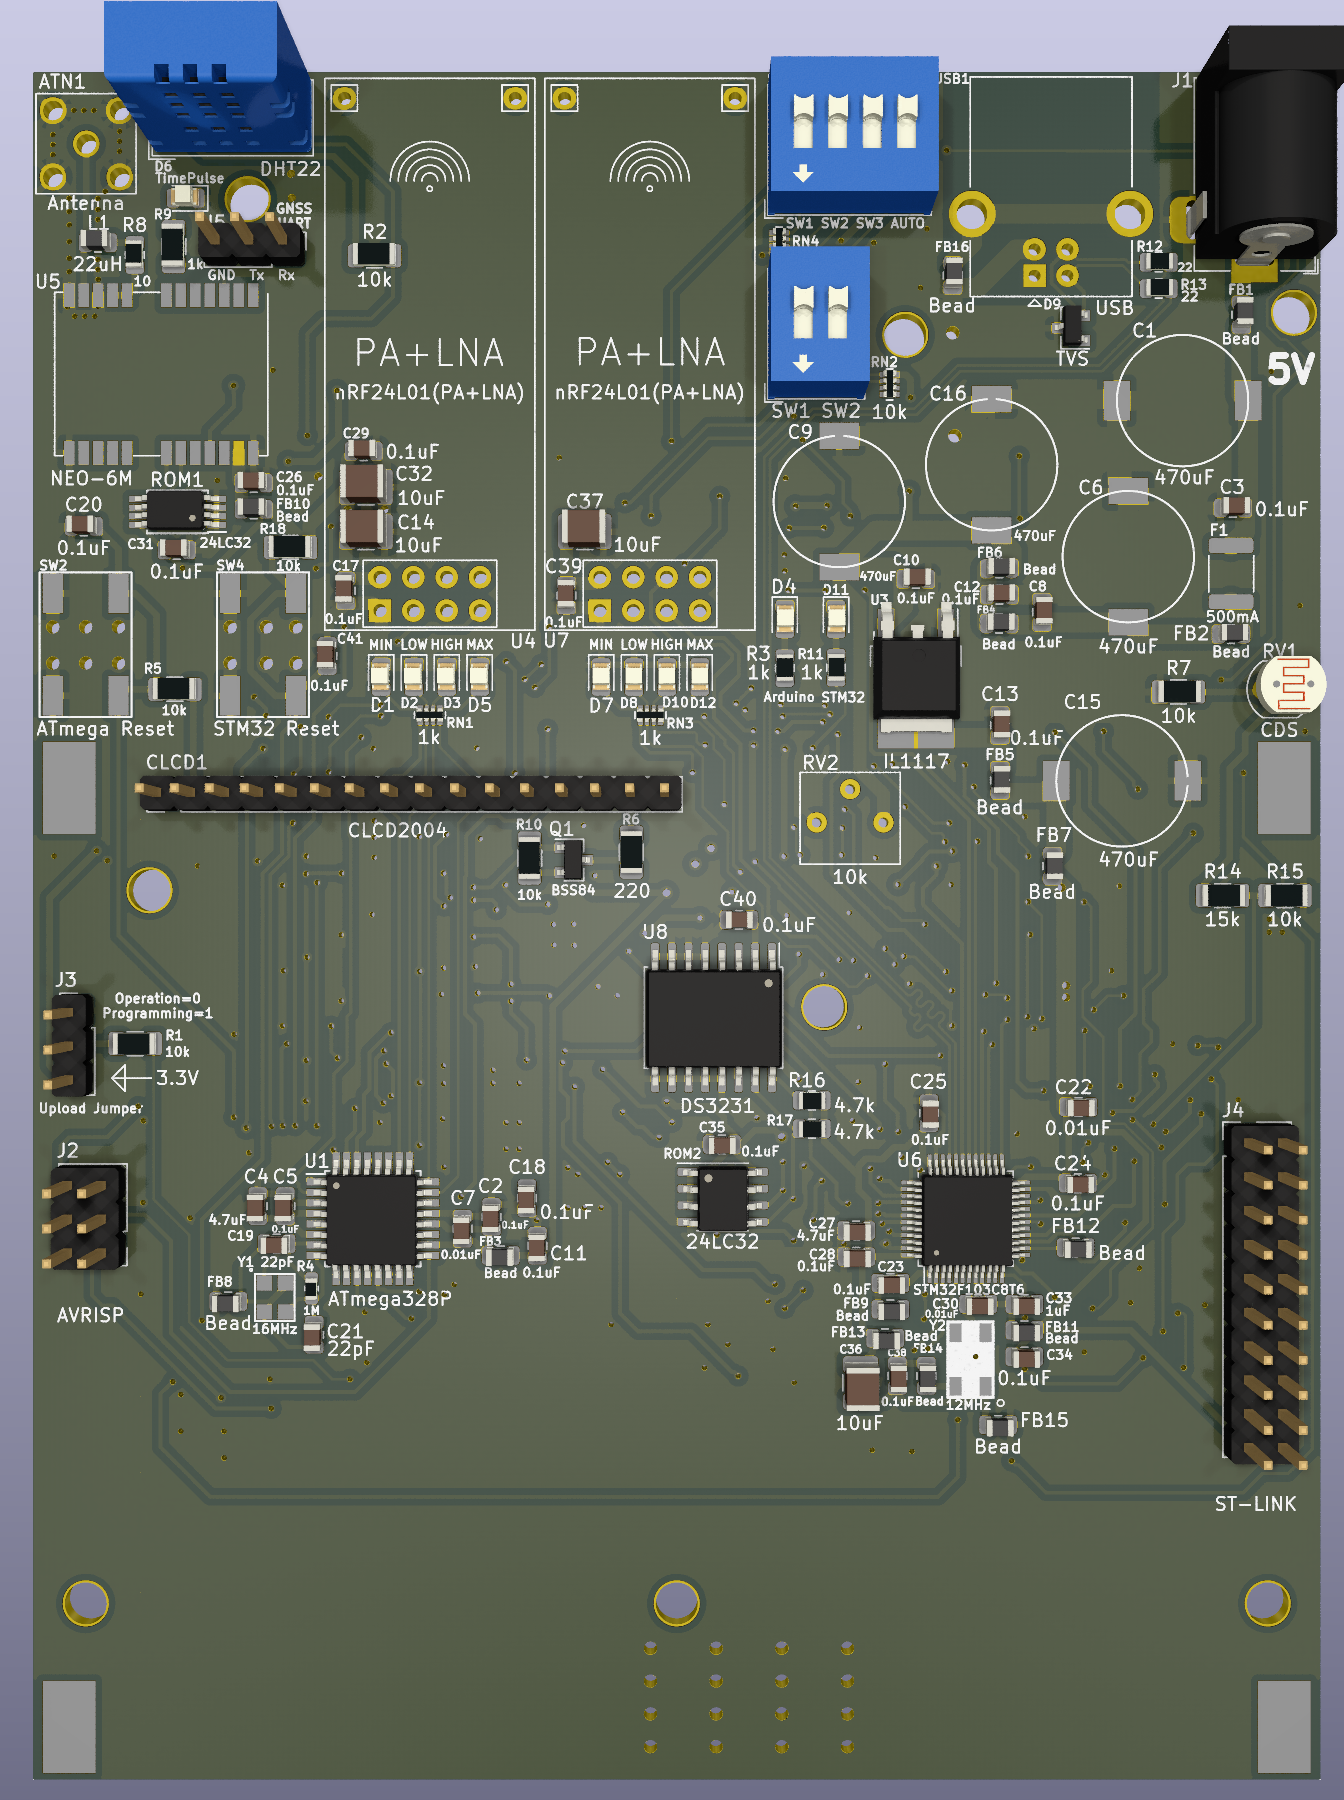 ATN1
Antenna
D6
TimePulse
DHT22
GNSS
L1
22uH
R8
10
R9
1k
GND Tx Rx
U5
NEO-6M
R2
10k
PA+LNA
nRF24L01(PA+LNA)
PA+LNA
nRF24L01(PA+LNA)
SW1 SW2 SW3 AUTO
RN4
SW1 SW2
RN2
10k
USB1
J1
FB16
Bead
D9
USB
TVS
R12
22
R13
22
FB1
Bead
5V
C1
470uF
C16
470uF
C9
470uF
C6
470uF
C3
0.1uF
F1
500mA
FB2
Bead
C29
0.1uF
C32
10uF
C14
10uF
C37
10uF
C17
0.1uF
C39
0.1uF
U4
U7
ROM1
24LC32
C20
0.1uF
C26
0.1uF
FB10
Bead
R18
10k
C31
0.1uF
SW2
ATmega Reset
SW4
STM32 Reset
R5
10k
C41
0.1uF
MIN LOW HIGH MAX
D1 D2 D3 D5
RN1
1k
MIN LOW HIGH MAX
D7 D8 D10 D12
RN3
1k
D4
R3
1k
Arduino
D11
R11
1k
STM32
C10
0.1uF
U3
IL1117
FB6
Bead
C12
0.1uF
FB4
Bead
C8
0.1uF
RV1
CDS
R7
10k
C13
0.1uF
FB5
Bead
C15
470uF
FB7
Bead
RV2
10k
R14
15k
R15
10k
CLCD1
CLCD2004
R10
10k
Q1
BSS84
R6
220
C40
0.1uF
U8
DS3231
J3
Operation=0
Programming=1
R1
10k
3.3V
Upload Jumper
J2
AVRISP
R16
4.7k
R17
4.7k
C25
0.1uF
C22
0.01uF
C24
0.1uF
FB12
Bead
J4
ST-LINK
U1
ATmega328P
C4
4.7uF
C5
0.1uF
C19
22pF
Y1
16MHz
FB8
Bead
R4
1M
C21
22pF
C7
0.01uF
C2
0.1uF
C18
0.1uF
FB3
Bead
C11
0.1uF
C35
0.1uF
ROM2
24LC32
U6
STM32F103C8T6
C27
4.7uF
C28
0.1uF
C23
0.1uF
FB9
Bead
FB13
Bead
C36
10uF
C38
0.1uF
FB14
Bead
C30
0.01uF
Y2
12MHz
C33
1uF
FB11
Bead
C34
0.1uF
FB15
Bead